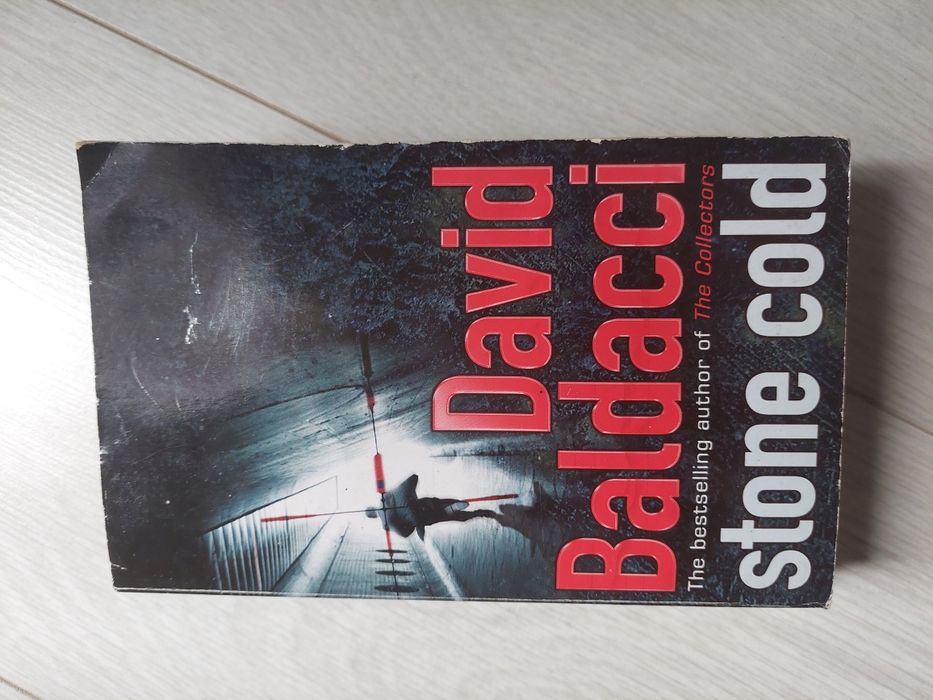 David
Baldacci
The bestselling author of The Collectors
stone cold